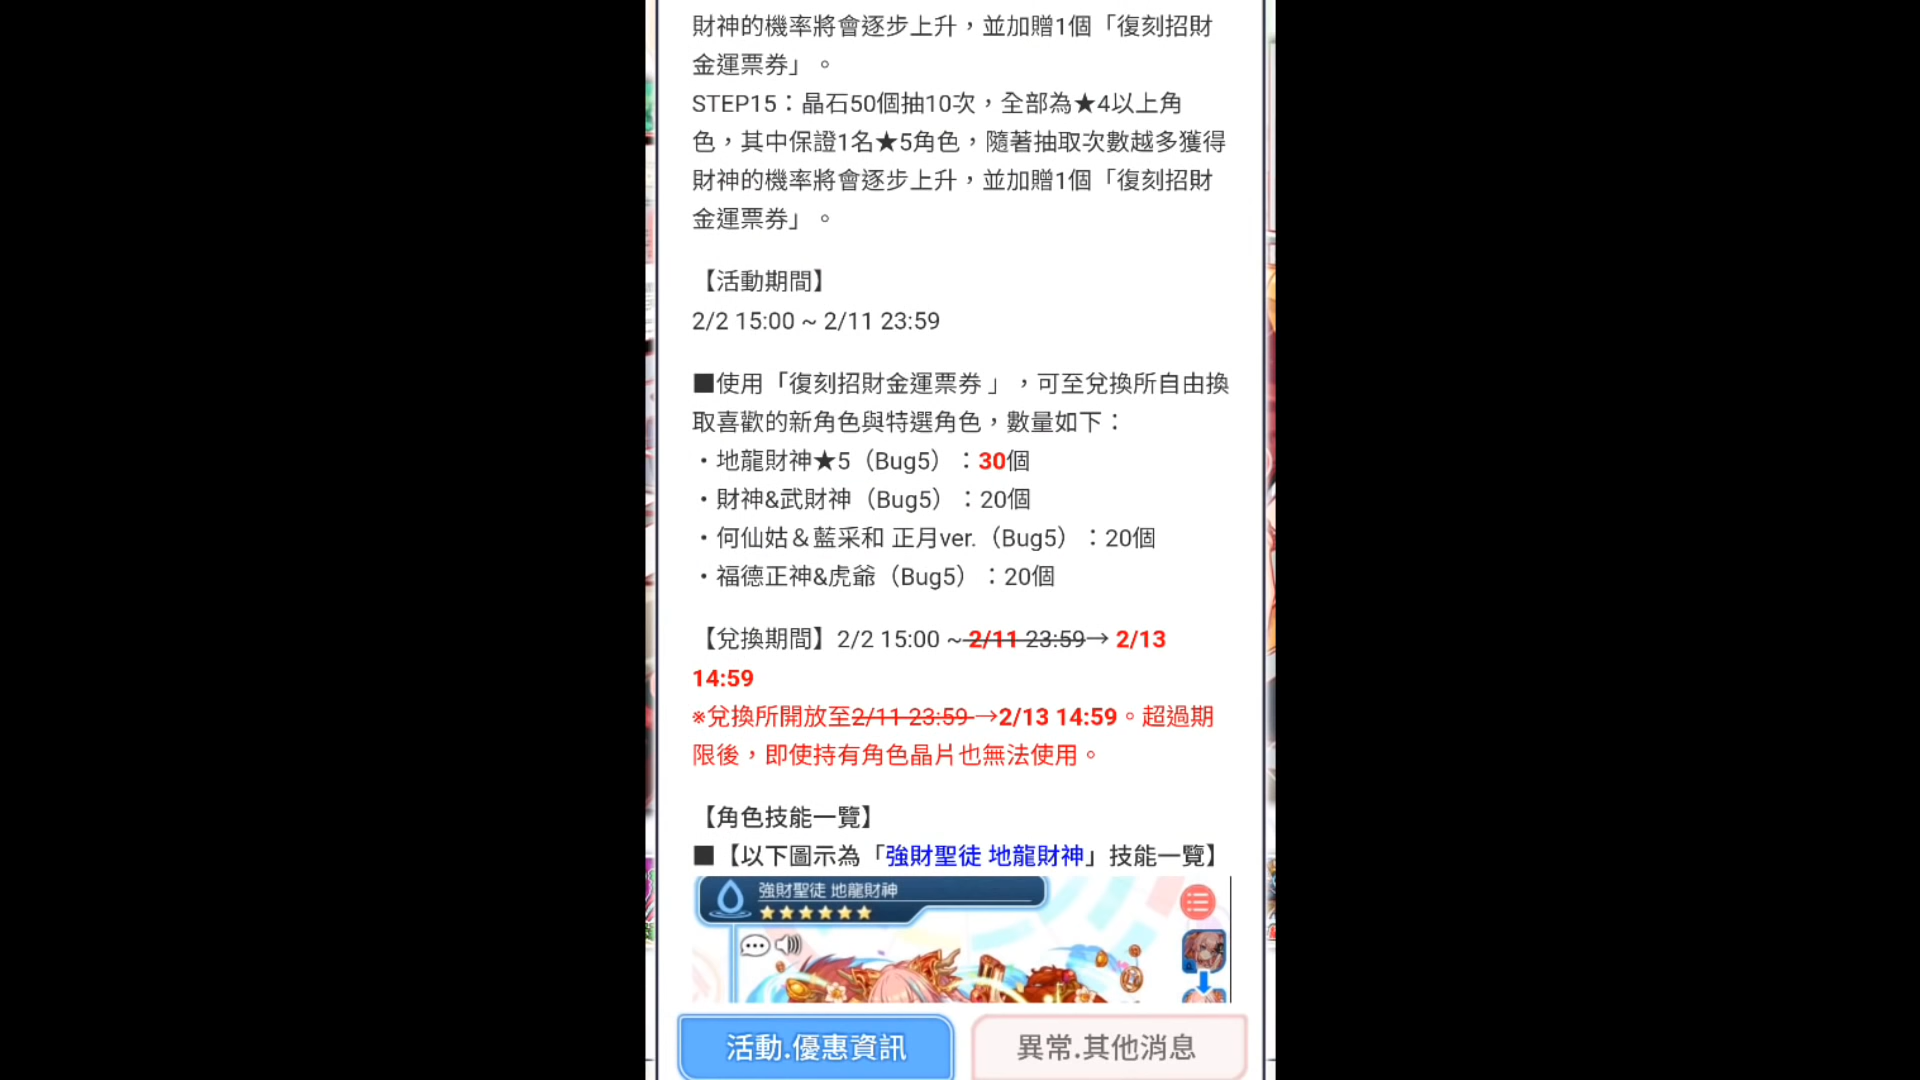 財神的機率將會逐步上升，並加贈1個「復刻招財
金運票券」。
STEP15：晶石50個抽10次，全部為★4以上角
色，其中保證1名★5角色，隨著抽取次數越多獲得
財神的機率將會逐步上升，並加贈1個「復刻招財
金運票券」。
【活動期間】
2/2 15:00 ~ 2/11 23:59
■使用「復刻招財金運票券 」，可至兌換所自由換
取喜歡的新角色與特選角色，數量如下：
・地龍財神★5（Bug5）：30個
・財神&武財神（Bug5）：20個
・何仙姑＆藍采和 正月ver.（Bug5）：20個
・福德正神&虎爺（Bug5）：20個
【兌換期間】2/2 15:00 ~ 2/11 23:59→ 2/13
14:59
※兌換所開放至2/11 23:59 →2/13 14:59。超過期
限後，即使持有角色晶片也無法使用。
【角色技能一覽】
■【以下圖示為「強財聖徒 地龍財神」技能一覽】
強財聖徒 地龍財神
活動.優惠資訊
異常.其他消息